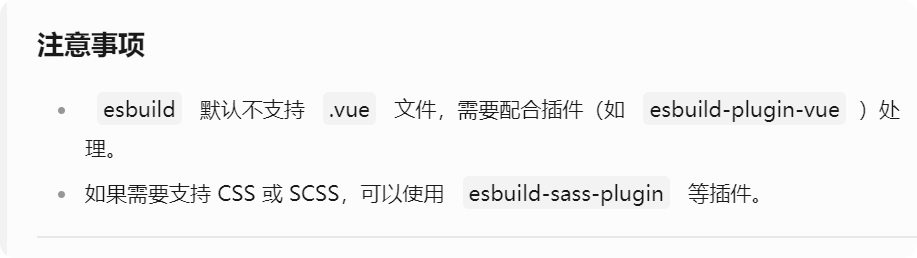 注意事项
esbuild 默认不支持 .vue 文件，需要配合插件（如 esbuild-plugin-vue ）处
理。
如果需要支持 CSS 或 SCSS，可以使用 esbuild-sass-plugin 等插件。